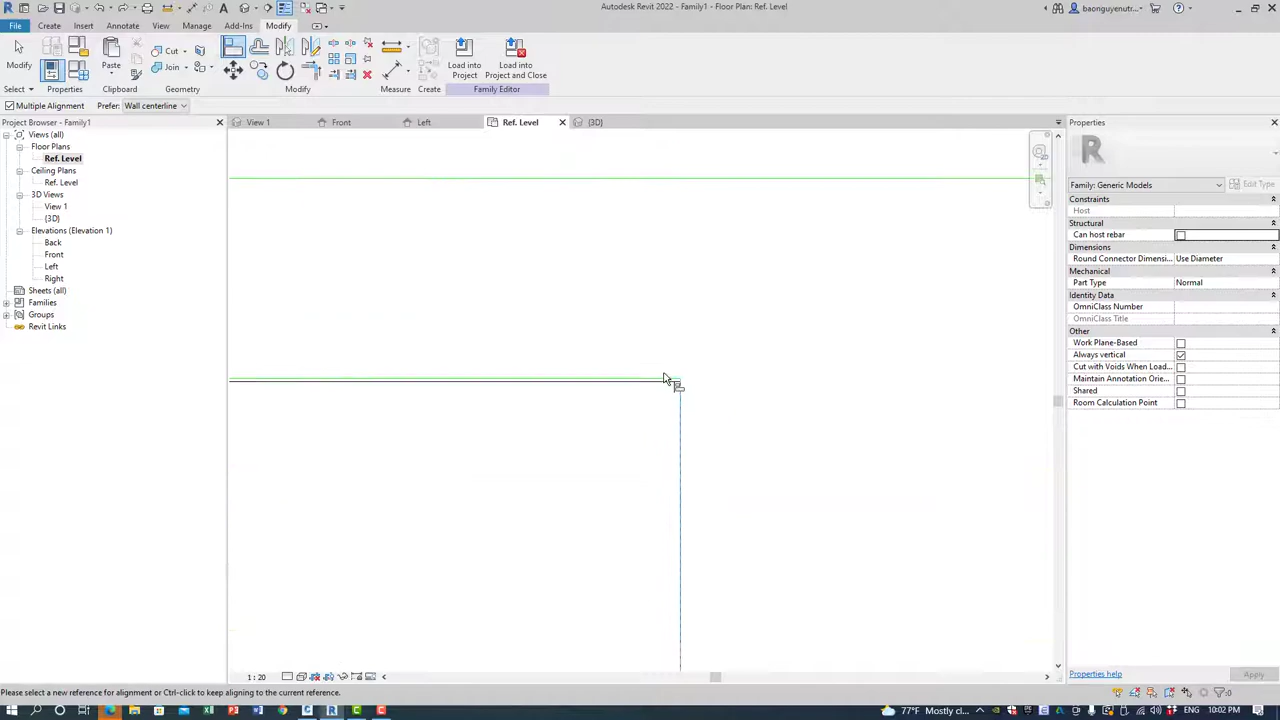 Autodesk Revit 2022 - Family1 - Floor Plan: Ref. Level
baonguyenutr...
File
Create
Insert
Annotate
View
Manage
Add-Ins
Modify
Modify
Paste
Cut
Join
Load into
Project
Load into
Project and Close
Select
Properties
Clipboard
Geometry
Modify
Measure
Create
Family Editor
Multiple Alignment
Prefer:
Wall centerline
Project Browser - Family1
View 1
Front
Left
Ref. Level
{3D}
Properties
Views (all)
Floor Plans
Ref. Level
Ceiling Plans
Ref. Level
3D Views
View 1
{3D}
Elevations (Elevation 1)
Back
Front
Left
Right
Sheets (all)
Families
Groups
Revit Links
Family: Generic Models
Edit Type
Constraints
Host
Structural
Can host rebar
Dimensions
Round Connector Dimensi...
Use Diameter
Mechanical
Part Type
Normal
Identity Data
OmniClass Number
OmniClass Title
Other
Work Plane-Based
Always vertical
Cut with Voids When Load...
Maintain Annotation Orie...
Shared
Room Calculation Point
1 : 20
Properties help
Apply
Please select a new reference for alignment or Ctrl-click to keep aligning to the current reference.
:0
77°F Mostly cl...
ENG
10:02 PM